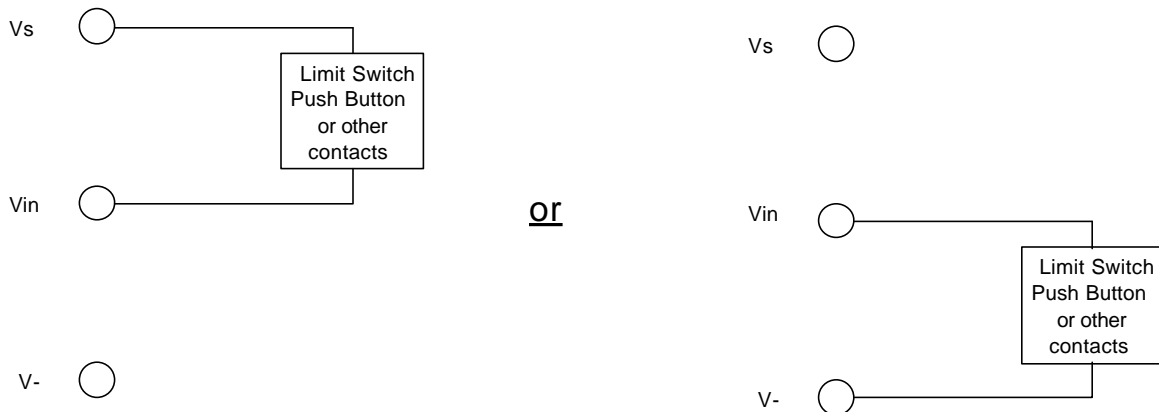 Vs
Limit Switch
Push Button
or other
contacts
Vin
V-
or
Vs
Vin
Limit Switch
Push Button
or other
contacts
V-